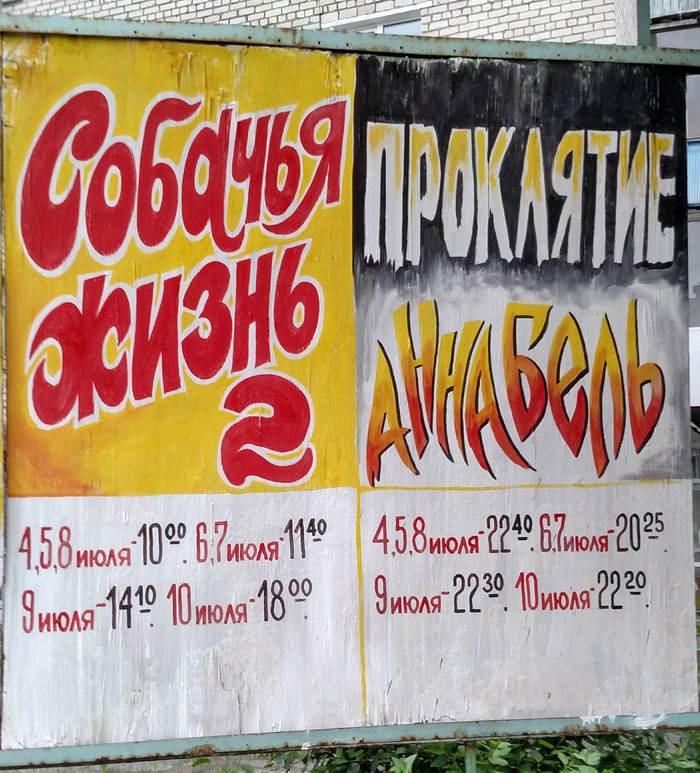 Собачья
жизнь
2
4,5,8 июля-10⁰⁰. 6,7 июля-11⁴⁰
9 июля-14¹⁰. 10 июля-18⁰⁰.
ПРОКЛЯТИЕ
АННАБЕЛЬ
4,5,8 июля-22⁴⁰. 6,7 июля-20²⁵.
9 июля-22³⁰. 10 июля-22²⁰.